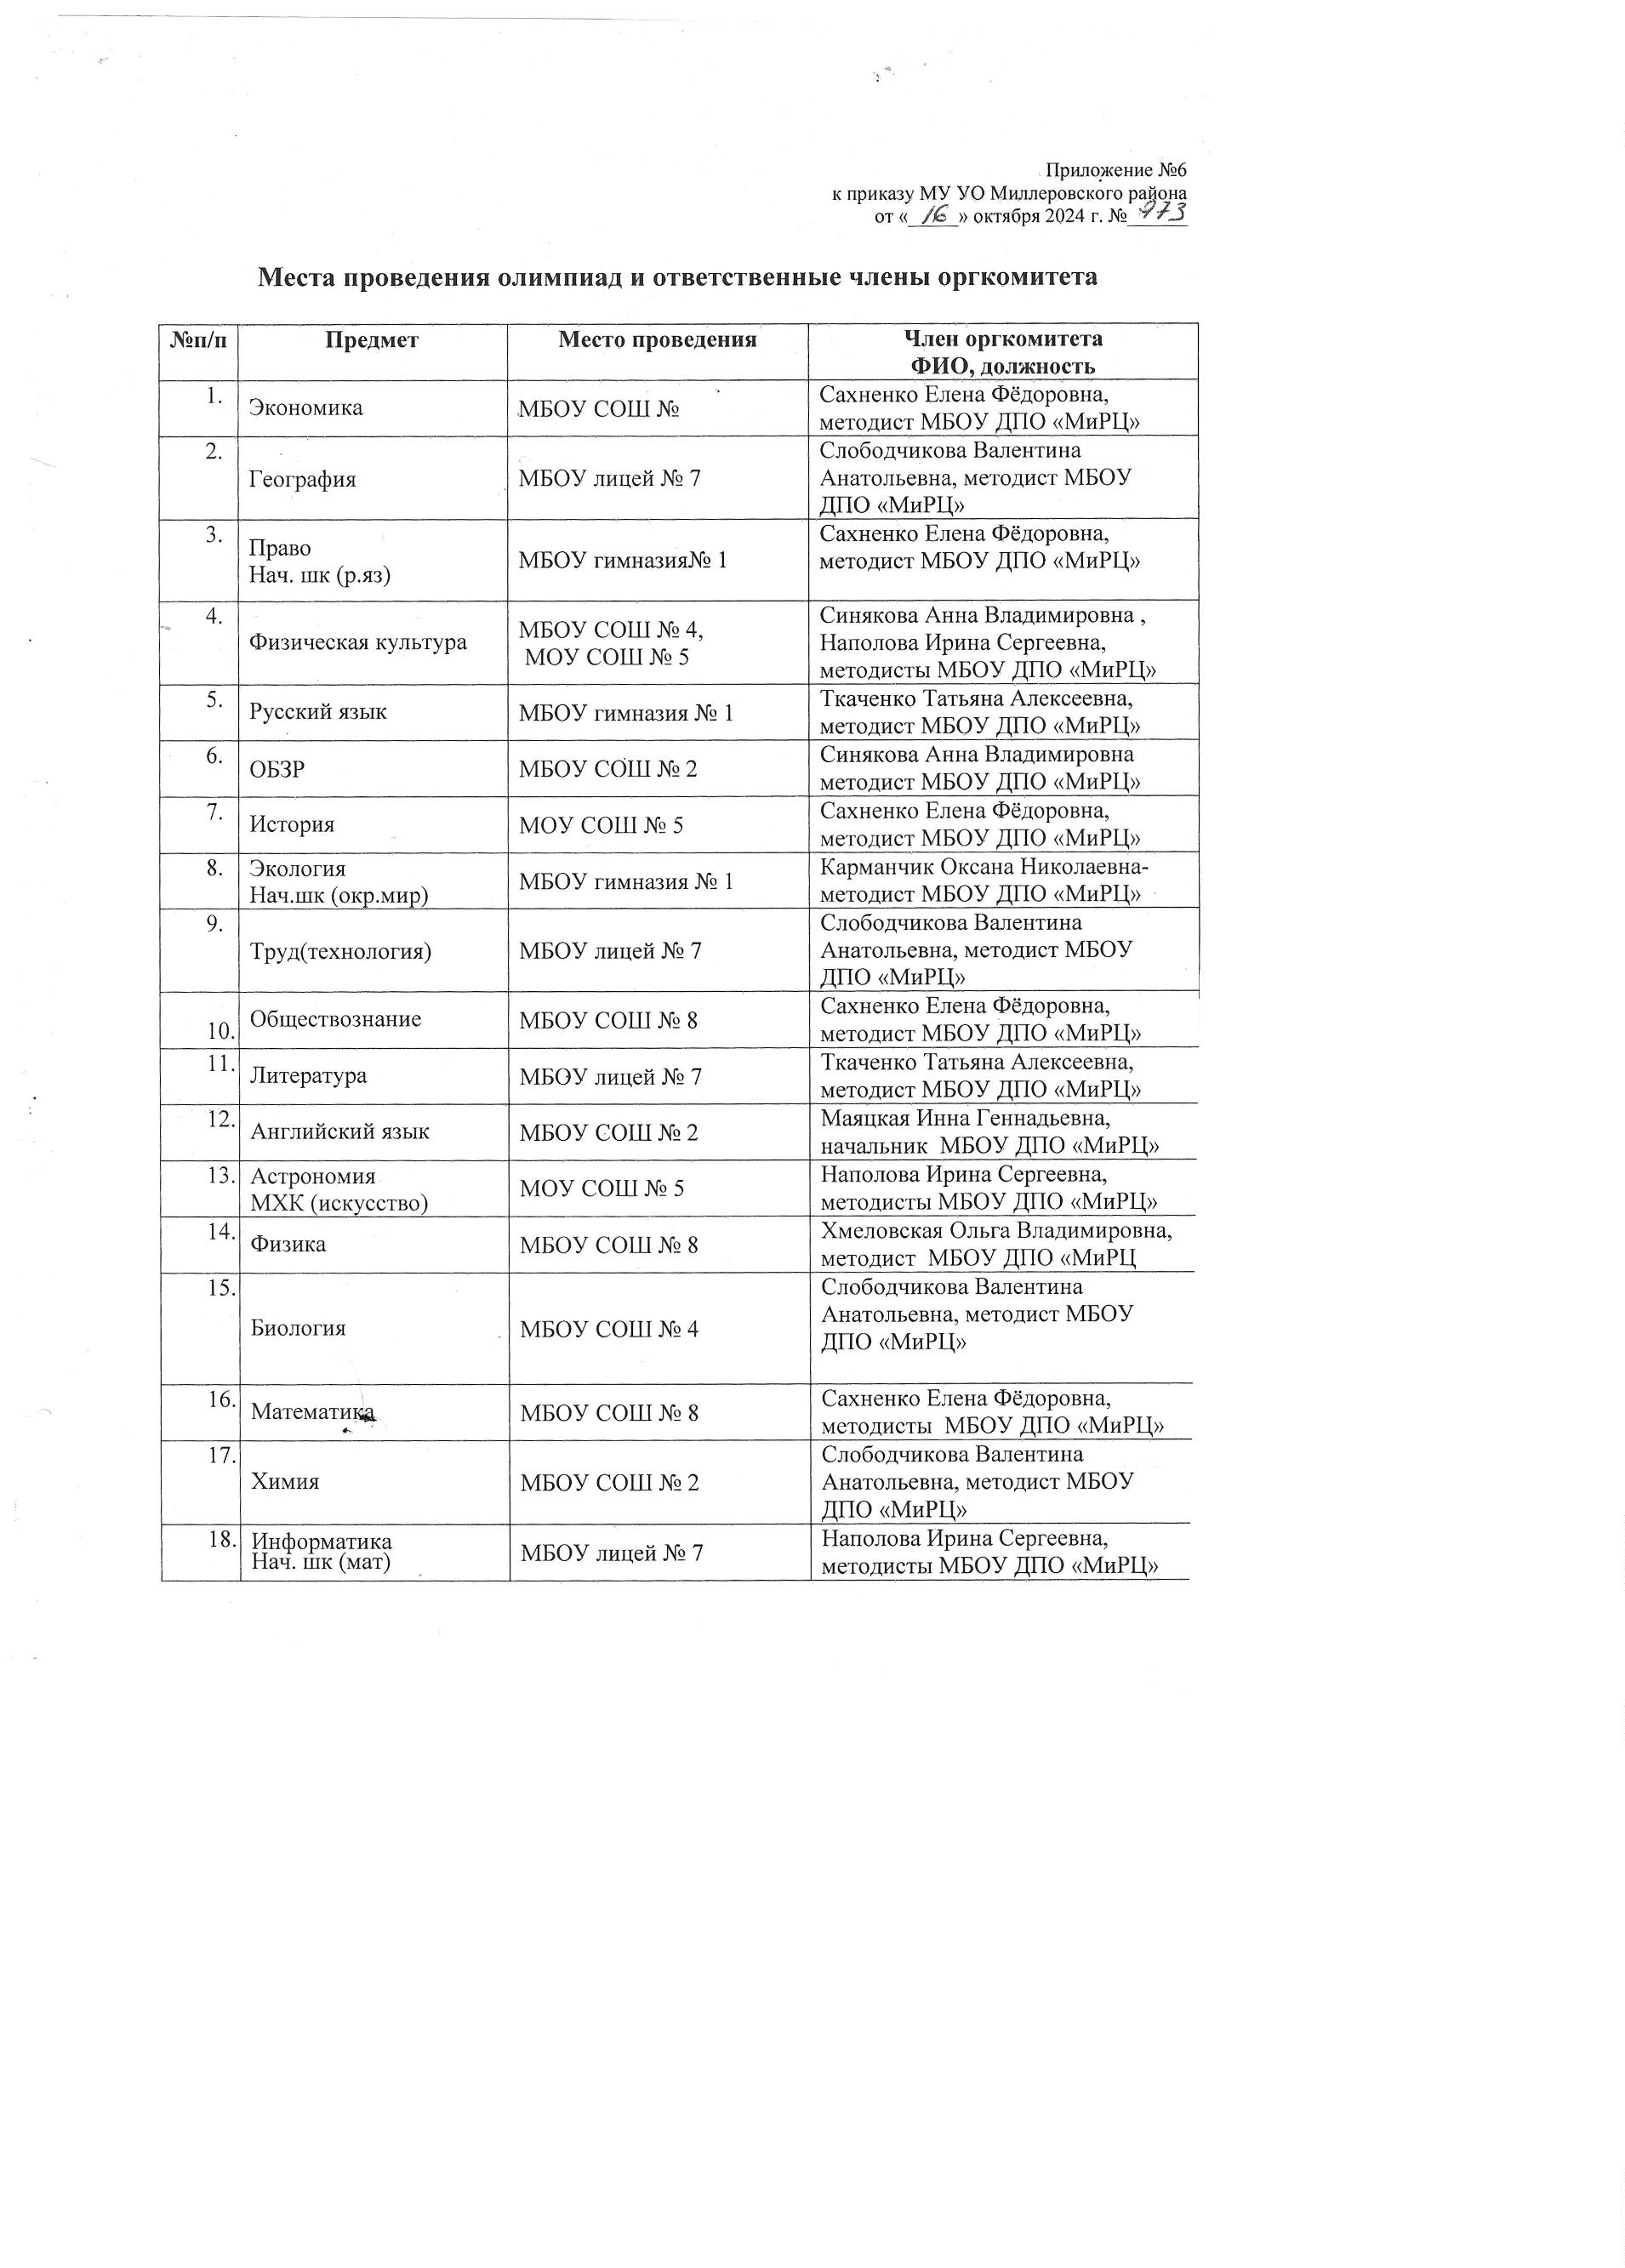 Приложение №6
к приказу МУ УО Миллеровского района
от «16» октября 2024 г. № 973
Места проведения олимпиад и ответственные члены оргкомитета
№п/п Предмет Место проведения Член оргкомитета
ФИО, должность
1. Экономика МБОУ СОШ № Сахненко Елена Фёдоровна,
методист МБОУ ДПО «МиРЦ»
2. География МБОУ лицей № 7 Слободчикова Валентина
Анатольевна, методист МБОУ
ДПО «МиРЦ»
3. Право
Нач. шк (р.яз) МБОУ гимназия№ 1 Сахненко Елена Фёдоровна,
методист МБОУ ДПО «МиРЦ»
4. Физическая культура МБОУ СОШ № 4,
МОУ СОШ № 5 Синякова Анна Владимировна ,
Наполова Ирина Сергеевна,
методисты МБОУ ДПО «МиРЦ»
5. Русский язык МБОУ гимназия № 1 Ткаченко Татьяна Алексеевна,
методист МБОУ ДПО «МиРЦ»
6. ОБЗР МБОУ СОШ № 2 Синякова Анна Владимировна
методист МБОУ ДПО «МиРЦ»
7. История МОУ СОШ № 5 Сахненко Елена Фёдоровна,
методист МБОУ ДПО «МиРЦ»
8. Экология
Нач.шк (окр.мир) МБОУ гимназия № 1 Карманчик Оксана Николаевна-
методист МБОУ ДПО «МиРЦ»
9. Труд(технология) МБОУ лицей № 7 Слободчикова Валентина
Анатольевна, методист МБОУ
ДПО «МиРЦ»
10. Обществознание МБОУ СОШ № 8 Сахненко Елена Фёдоровна,
методист МБОУ ДПО «МиРЦ»
11. Литература МБОУ лицей № 7 Ткаченко Татьяна Алексеевна,
методист МБОУ ДПО «МиРЦ»
12. Английский язык МБОУ СОШ № 2 Маяцкая Инна Геннадьевна,
начальник МБОУ ДПО «МиРЦ»
13. Астрономия
МХК (искусство) МОУ СОШ № 5 Наполова Ирина Сергеевна,
методисты МБОУ ДПО «МиРЦ»
14. Физика МБОУ СОШ № 8 Хмеловская Ольга Владимировна,
методист МБОУ ДПО «МиРЦ
15. Биология МБОУ СОШ № 4 Слободчикова Валентина
Анатольевна, методист МБОУ
ДПО «МиРЦ»
16. Математика МБОУ СОШ № 8 Сахненко Елена Фёдоровна,
методисты МБОУ ДПО «МиРЦ»
17. Химия МБОУ СОШ № 2 Слободчикова Валентина
Анатольевна, методист МБОУ
ДПО «МиРЦ»
18. Информатика
Нач. шк (мат) МБОУ лицей № 7 Наполова Ирина Сергеевна,
методисты МБОУ ДПО «МиРЦ»